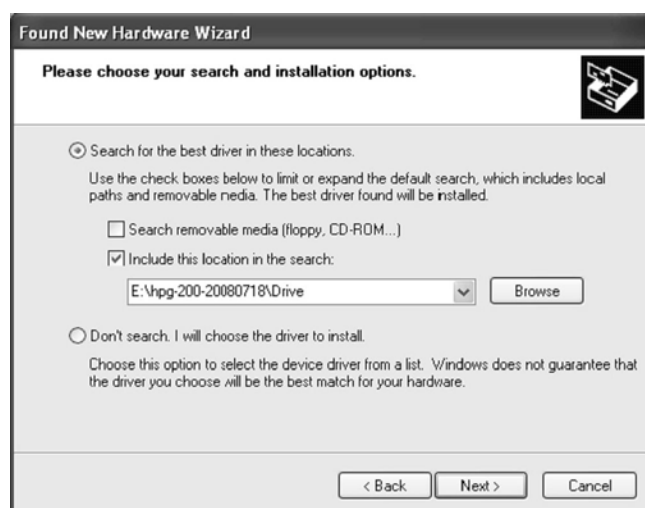 Found New Hardware Wizard
Please choose your search and installation options.
Search for the best driver in these locations.
Use the check boxes below to limit or expand the default search, which includes local
paths and removable media. The best driver found will be installed.
Search removable media (floppy, CD-ROM...)
Include this location in the search:
E:\hpg-200-20080718\Drive
Browse
Don't search. I will choose the driver to install.
Choose this option to select the device driver from a list. Windows does not guarantee that
the driver you choose will be the best match for your hardware.
< Back Next > Cancel